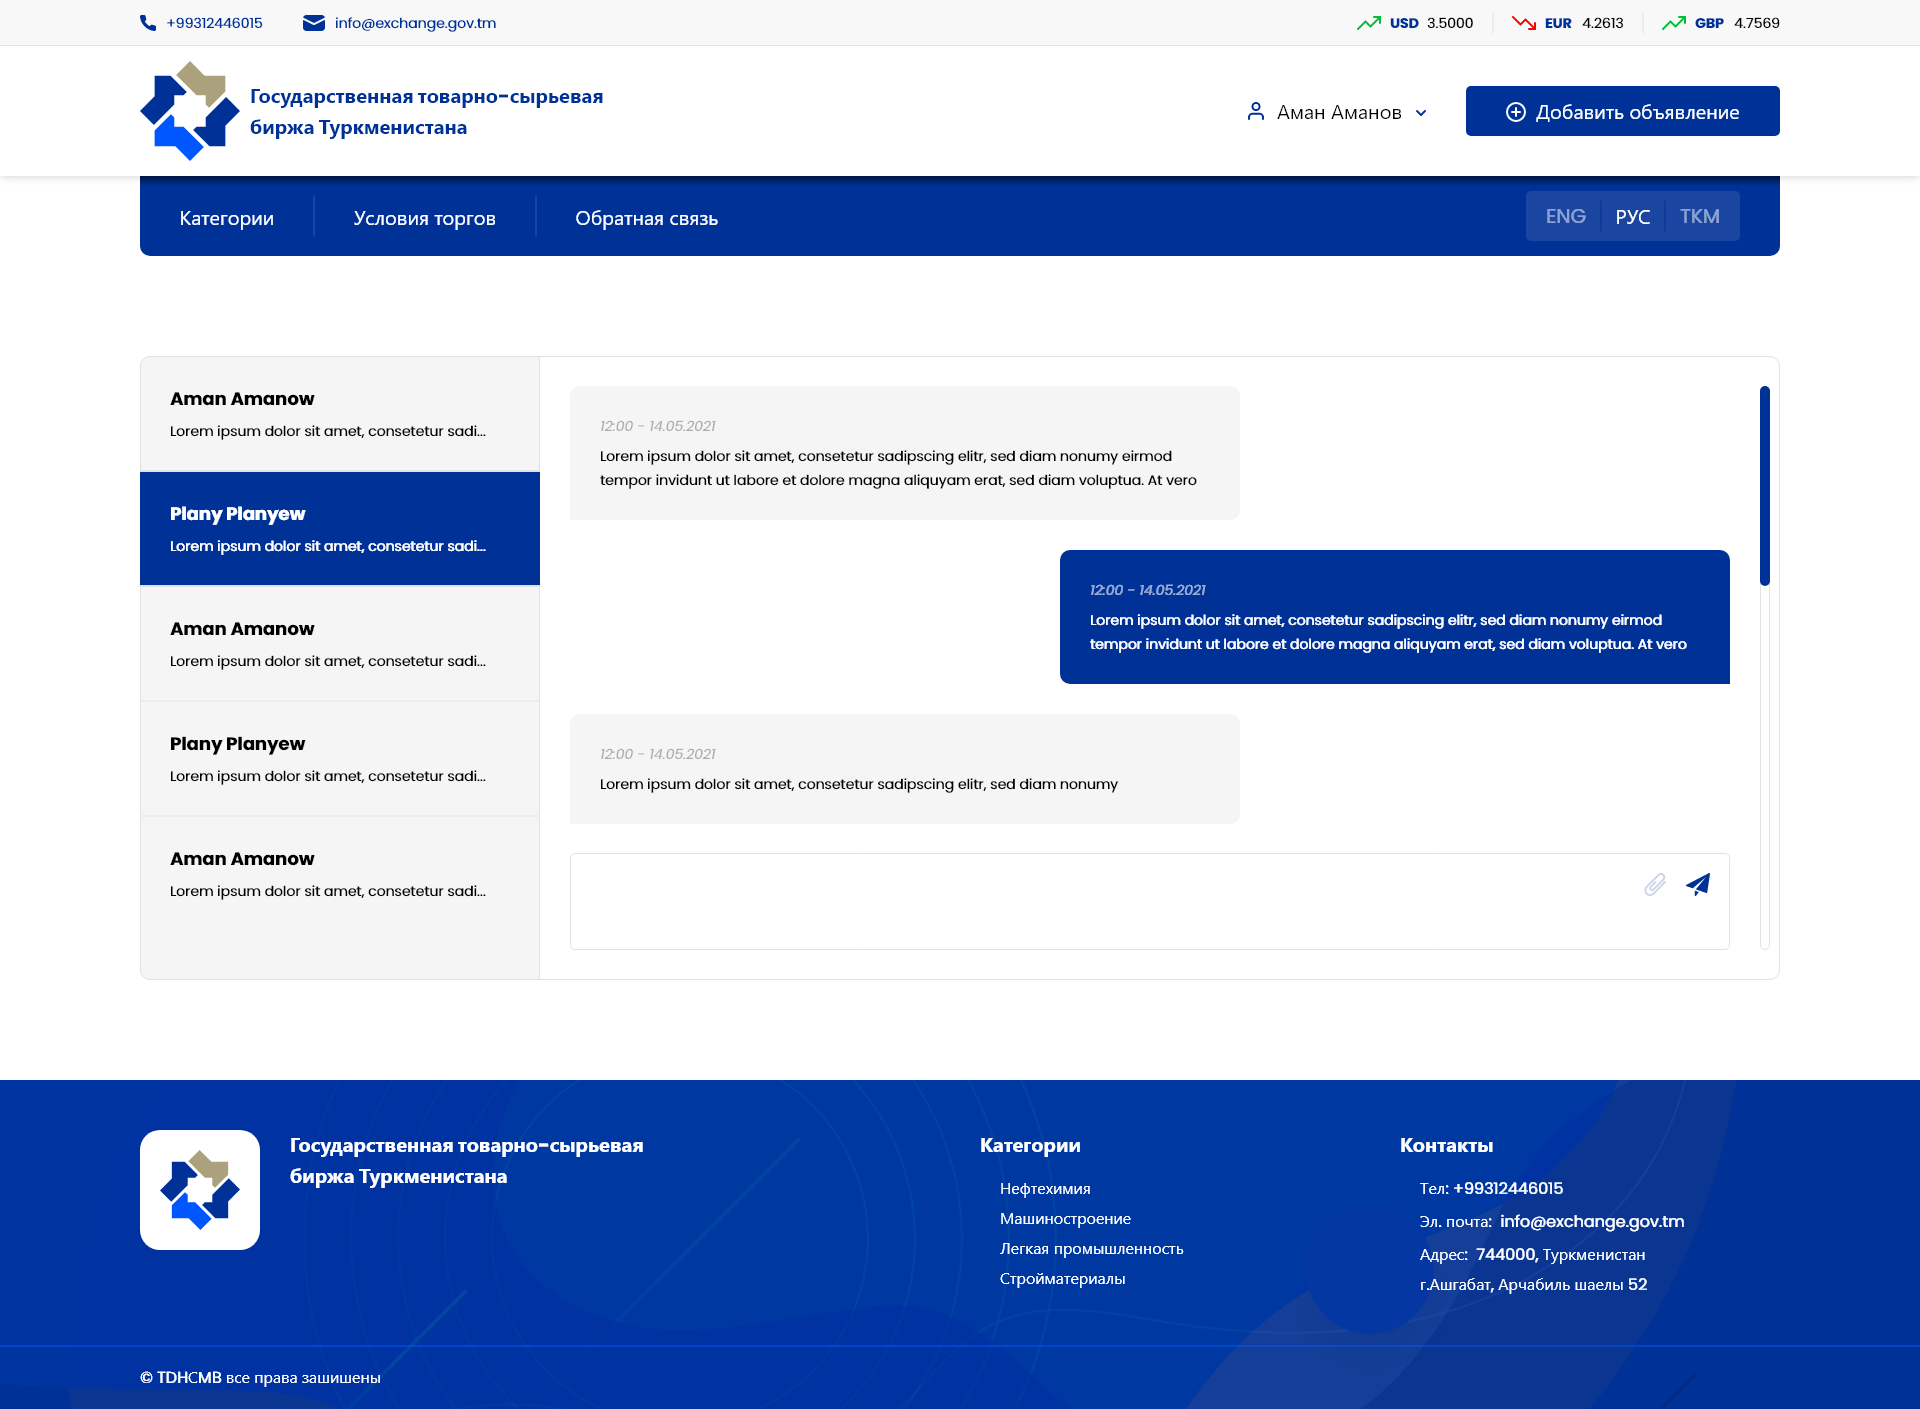 +99312446015
info@exchange.gov.tm
USD 3.5000
EUR 4.2613
GBP 4.7569
Государственная товарно-сырьевая
биржа Туркменистана
Аман Аманов
Добавить объявление
Категории
Условия торгов
Обратная связь
ENG
РУС
TKM
Aman Amanow
Lorem ipsum dolor sit amet, consetetur sadi...
Plany Planyew
Lorem ipsum dolor sit amet, consetetur sadi...
Aman Amanow
Lorem ipsum dolor sit amet, consetetur sadi...
Plany Planyew
Lorem ipsum dolor sit amet, consetetur sadi...
Aman Amanow
Lorem ipsum dolor sit amet, consetetur sadi...
12:00 - 14.05.2021
Lorem ipsum dolor sit amet, consetetur sadipscing elitr, sed diam nonumy eirmod
tempor invidunt ut labore et dolore magna aliquyam erat, sed diam voluptua. At vero
12:00 - 14.05.2021
Lorem ipsum dolor sit amet, consetetur sadipscing elitr, sed diam nonumy eirmod
tempor invidunt ut labore et dolore magna aliquyam erat, sed diam voluptua. At vero
12:00 - 14.05.2021
Lorem ipsum dolor sit amet, consetetur sadipscing elitr, sed diam nonumy
Государственная товарно-сырьевая
биржа Туркменистана
Категории
Нефтехимия
Машиностроение
Легкая промышленность
Стройматериалы
Контакты
Тел: +99312446015
Эл. почта: info@exchange.gov.tm
Адрес: 744000, Туркменистан
г.Ашгабат, Арчабиль шаелы 52
© TDHCMB все права зашишены